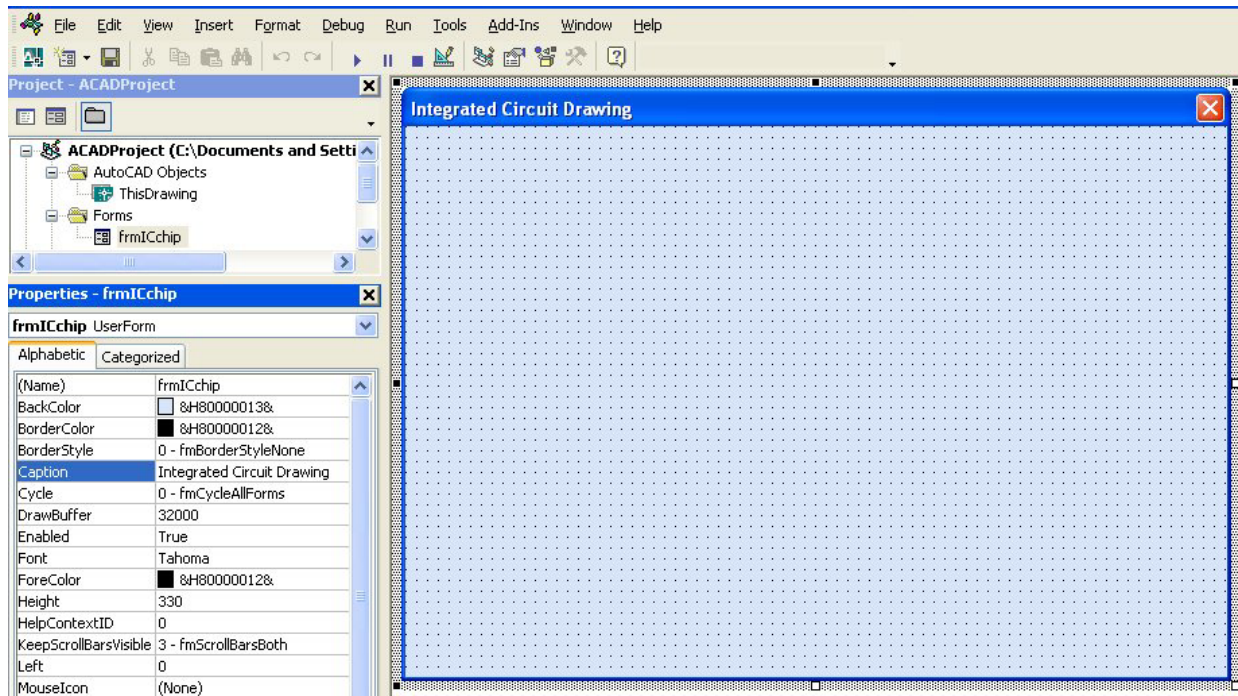 File Edit View Insert Format Debug Run Tools Add-Ins Window Help
Project - ACADProject
ACADProject (C:\Documents and Setti
AutoCAD Objects
ThisDrawing
Forms
frmICchip
Properties - frmICchip
frmICchip UserForm
Alphabetic Categorized
(Name) frmICchip
BackColor &H80000013&
BorderColor &H80000012&
BorderStyle 0 - fmBorderStyleNone
Caption Integrated Circuit Drawing
Cycle 0 - fmCycleAllForms
DrawBuffer 32000
Enabled True
Font Tahoma
ForeColor &H80000012&
Height 330
HelpContextID 0
KeepScrollBarsVisible 3 - fmScrollBarsBoth
Left 0
MouseIcon (None)
Integrated Circuit Drawing